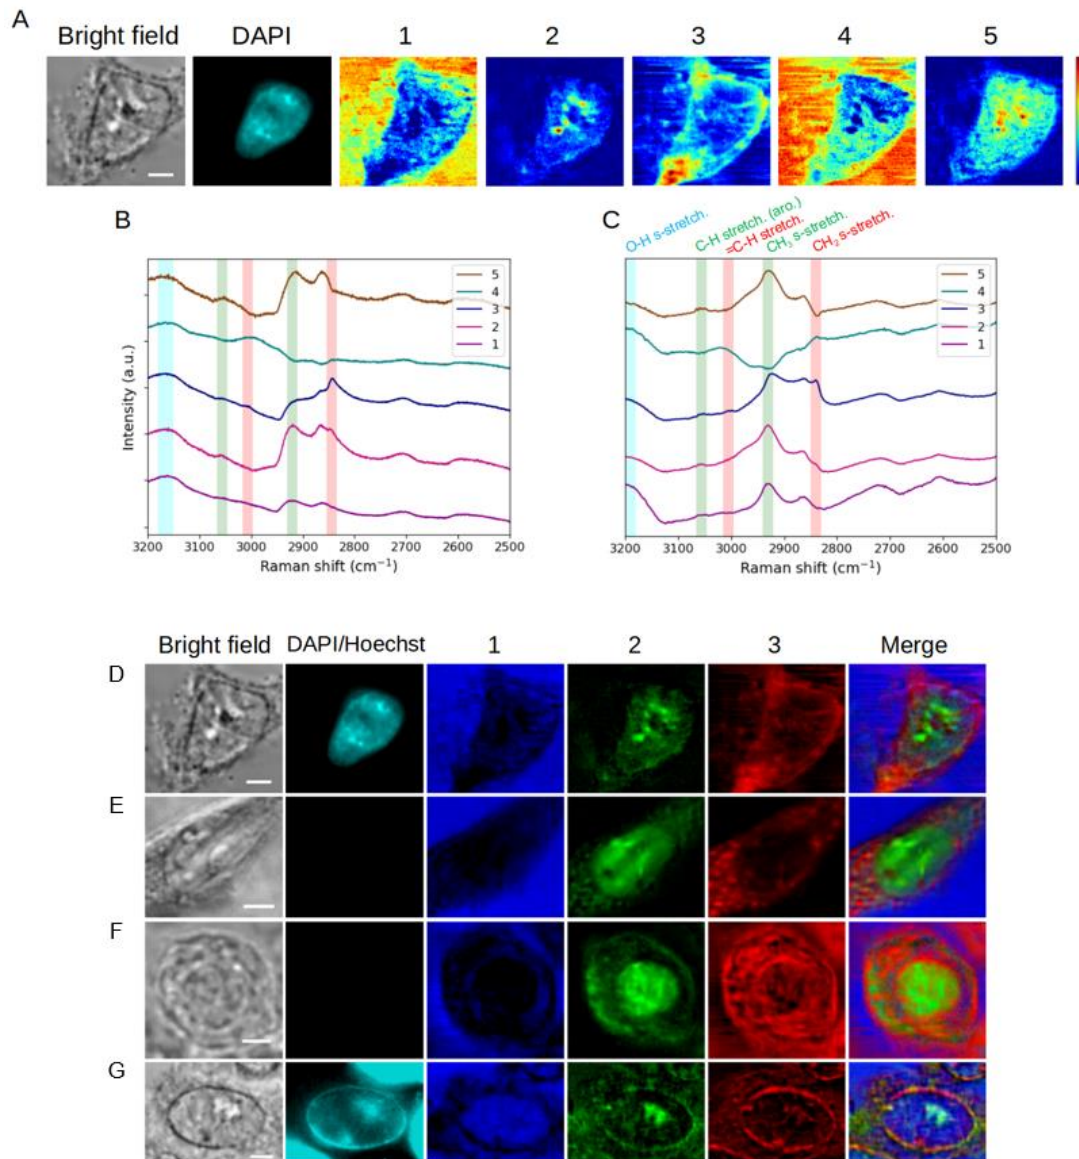 A
Bright field DAPI 1 2 3 4 5
B
C
O-H s-stretch.
C-H stretch. (aro.)
=C-H stretch.
CH₃ s-stretch.
CH₂ s-stretch.
5
4
3
2
1
5
4
3
2
1
Intensity (a.u.)
3200 3100 3000 2900 2800 2700 2600 2500
Raman shift (cm⁻¹)
3200 3100 3000 2900 2800 2700 2600 2500
Raman shift (cm⁻¹)
Bright field DAPI/Hoechst 1 2 3 Merge
D
E
F
G